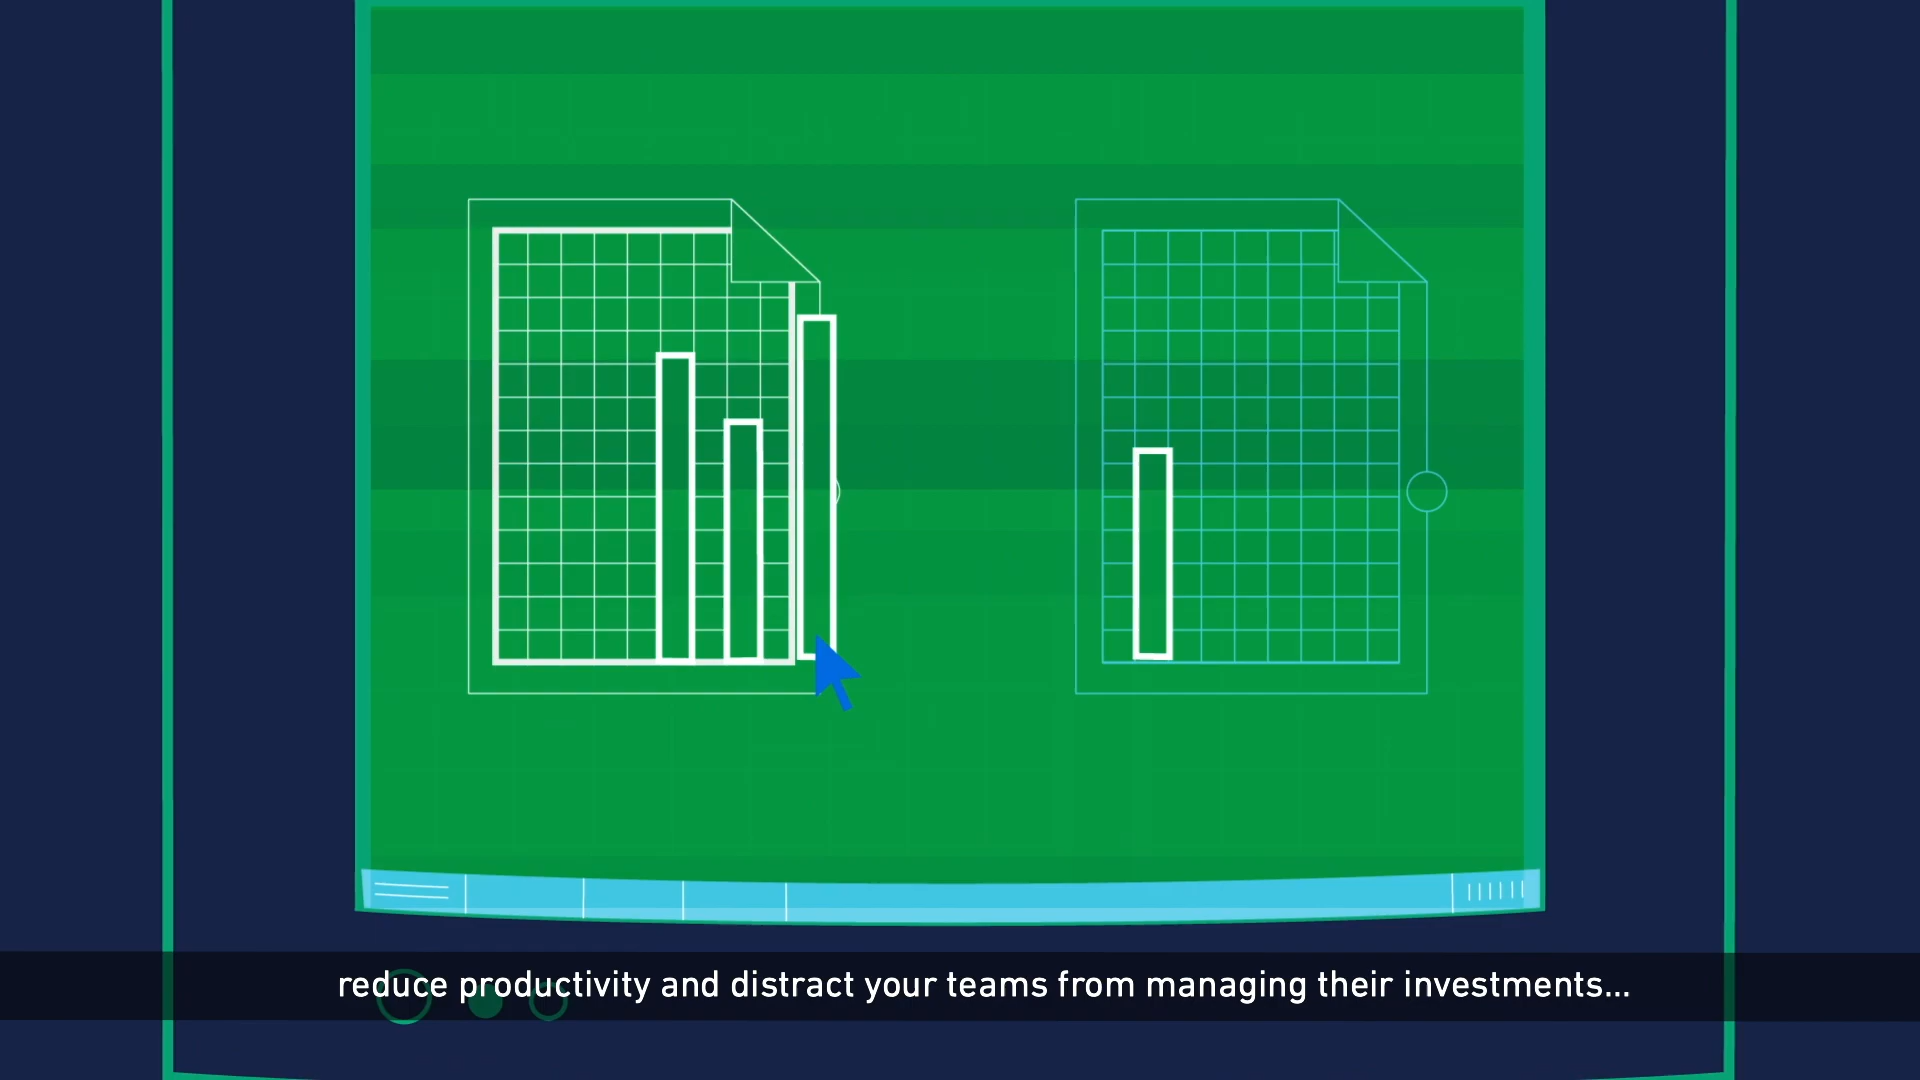 reduce productivity and distract your teams from managing their investments...